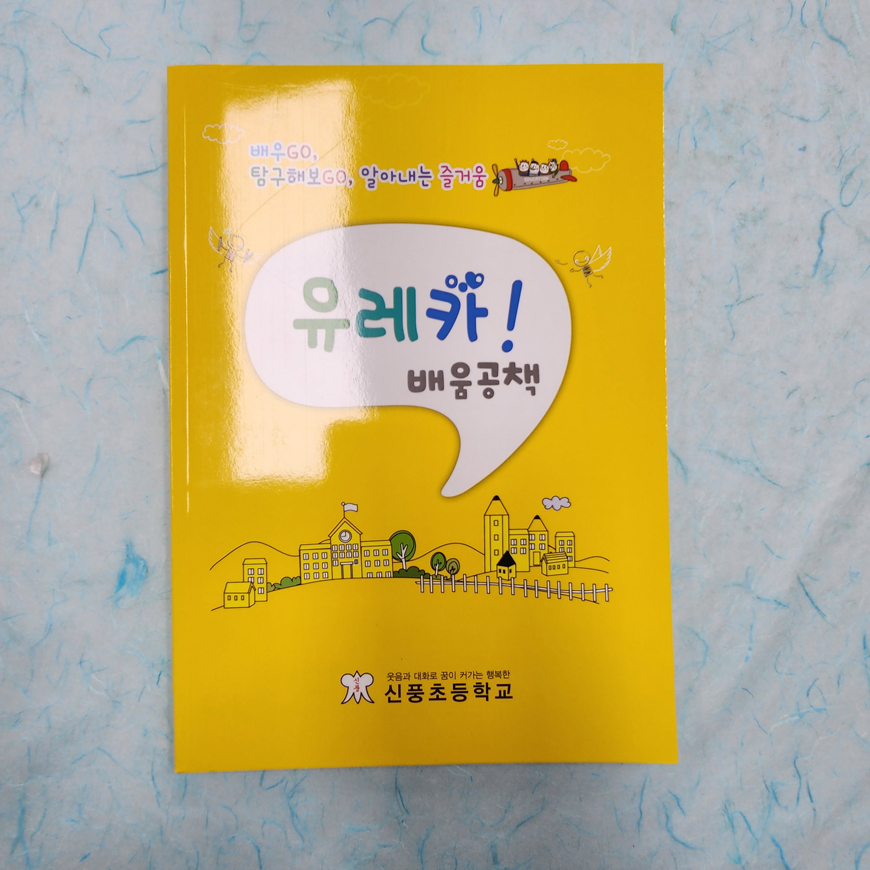 배우GO,
탐구해보GO, 알아내는 즐거움
유레카!
배움공책
웃음과 대화로 꿈이 커가는 행복한
신풍초등학교